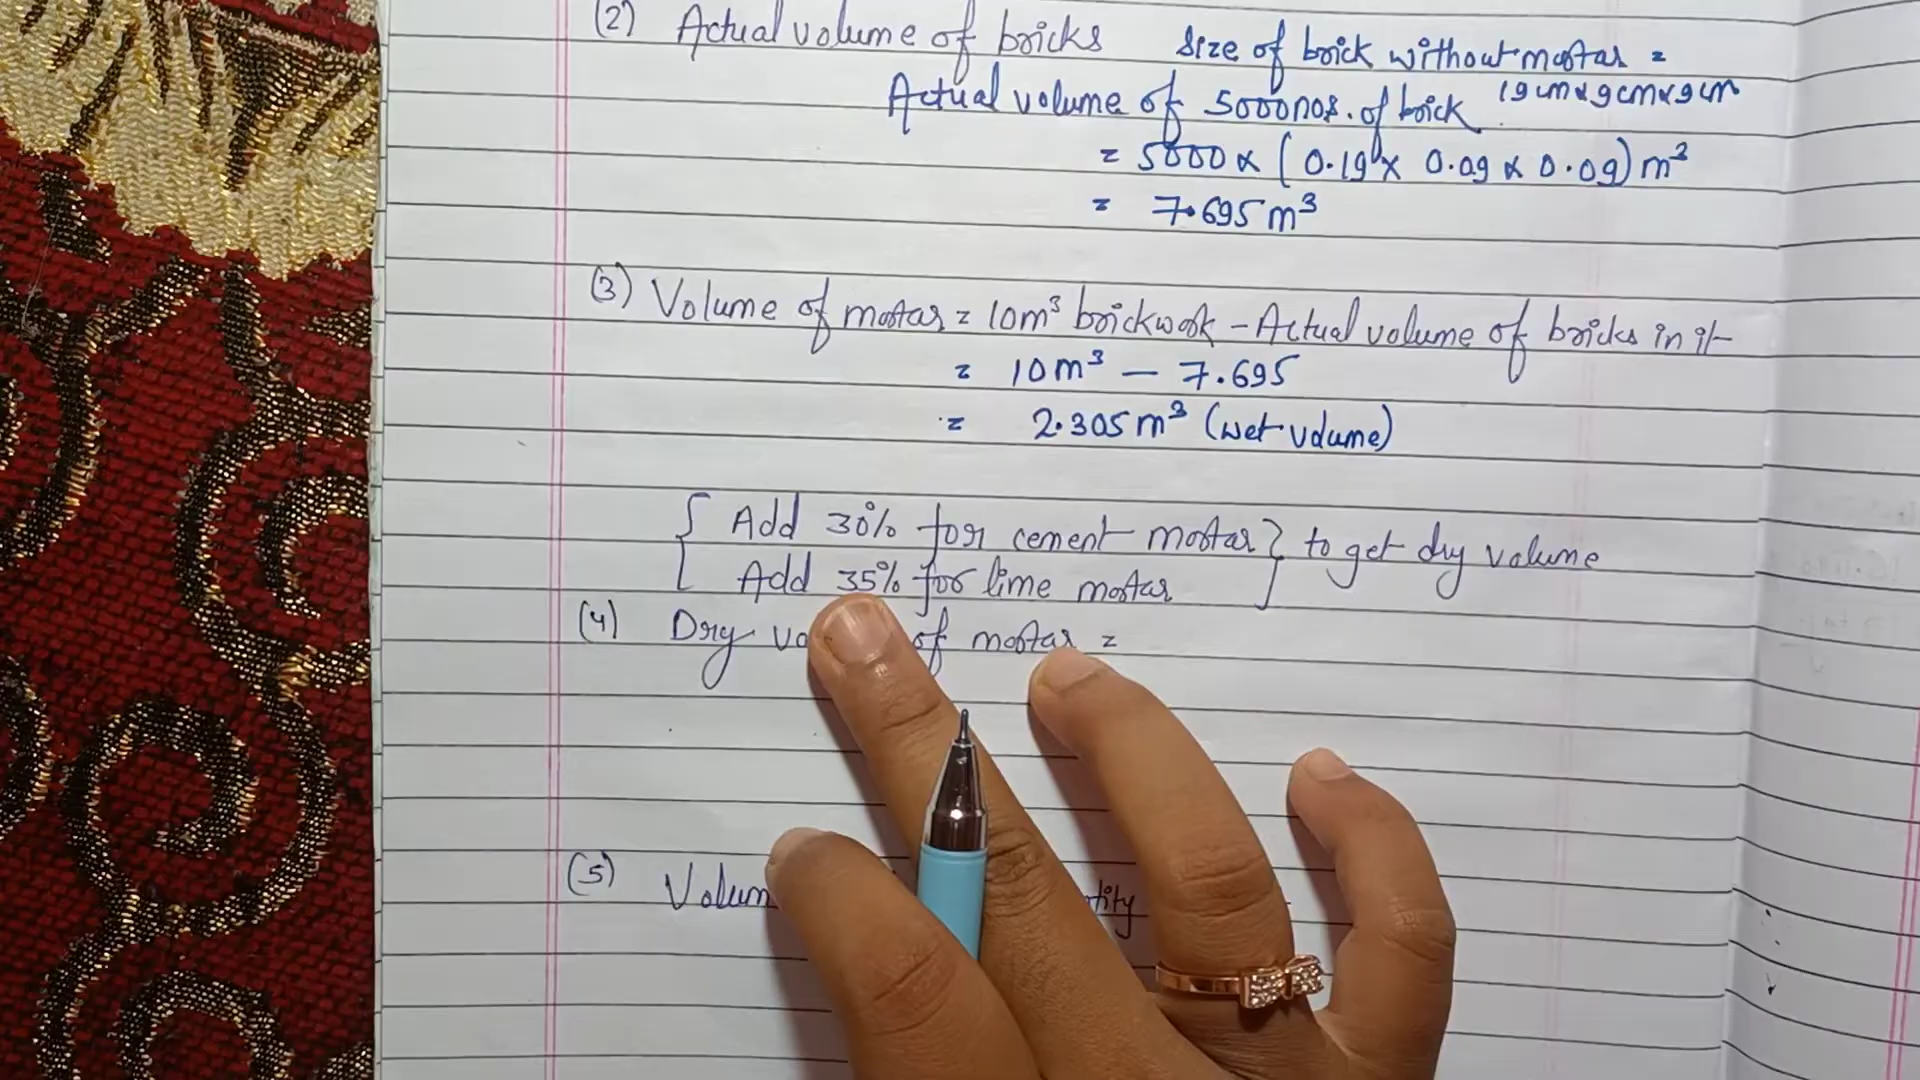 (2) Actual volume of bricks size of brick without mortar =
Actual volume of 5000 nos. of brick 19cm×9cm×9cm
= 5000 × (0.19 × 0.09 × 0.09) m³
= 7.695 m³
(3) Volume of mortar = 10m³ brickwork - Actual volume of bricks in it
= 10m³ - 7.695
= 2.305 m³ (wet volume)
{ Add 30% for cement mortar } to get dry volume
Add 35% for lime mortar
(4) Dry of mortar =
(5)